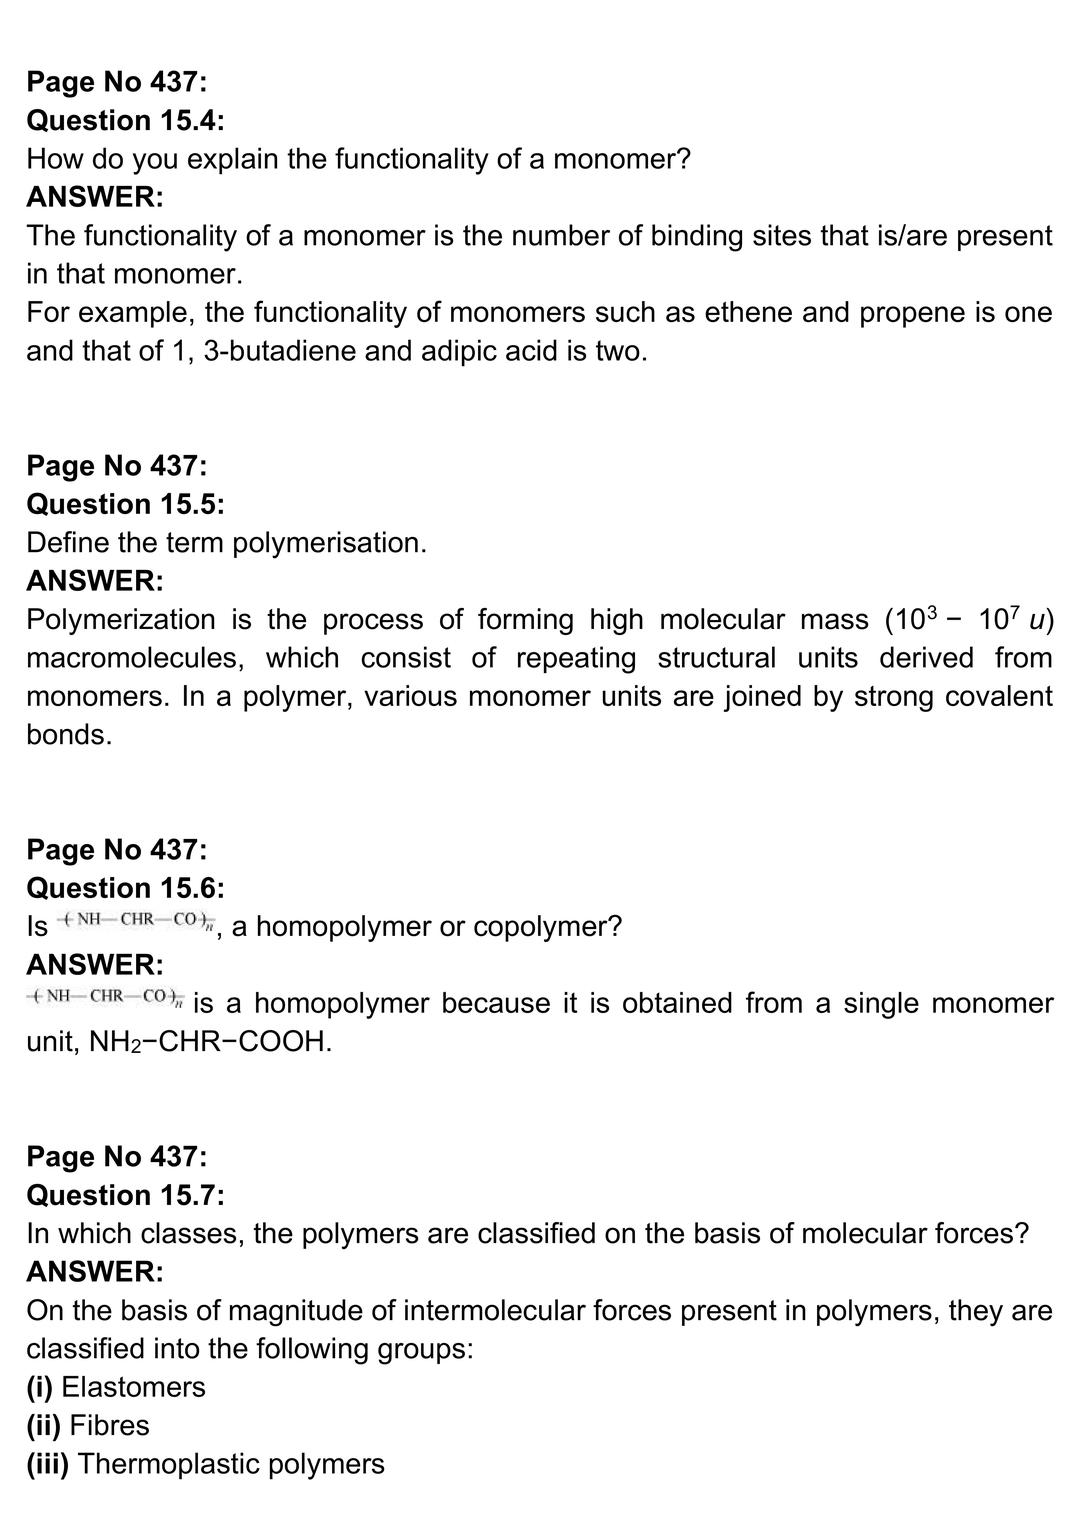 Page No 437:
Question 15.4:
How do you explain the functionality of a monomer?
ANSWER:
The functionality of a monomer is the number of binding sites that is/are present
in that monomer.
For example, the functionality of monomers such as ethene and propene is one
and that of 1, 3-butadiene and adipic acid is two.
Page No 437:
Question 15.5:
Define the term polymerisation.
ANSWER:
Polymerization is the process of forming high molecular mass (10³ − 10⁷ u)
macromolecules, which consist of repeating structural units derived from
monomers. In a polymer, various monomer units are joined by strong covalent
bonds.
Page No 437:
Question 15.6:
Is ⁠(NH—CHR—CO)ₙ, a homopolymer or copolymer?
ANSWER:
(NH—CHR—CO)ₙ is a homopolymer because it is obtained from a single monomer
unit, NH₂−CHR−COOH.
Page No 437:
Question 15.7:
In which classes, the polymers are classified on the basis of molecular forces?
ANSWER:
On the basis of magnitude of intermolecular forces present in polymers, they are
classified into the following groups:
(i) Elastomers
(ii) Fibres
(iii) Thermoplastic polymers